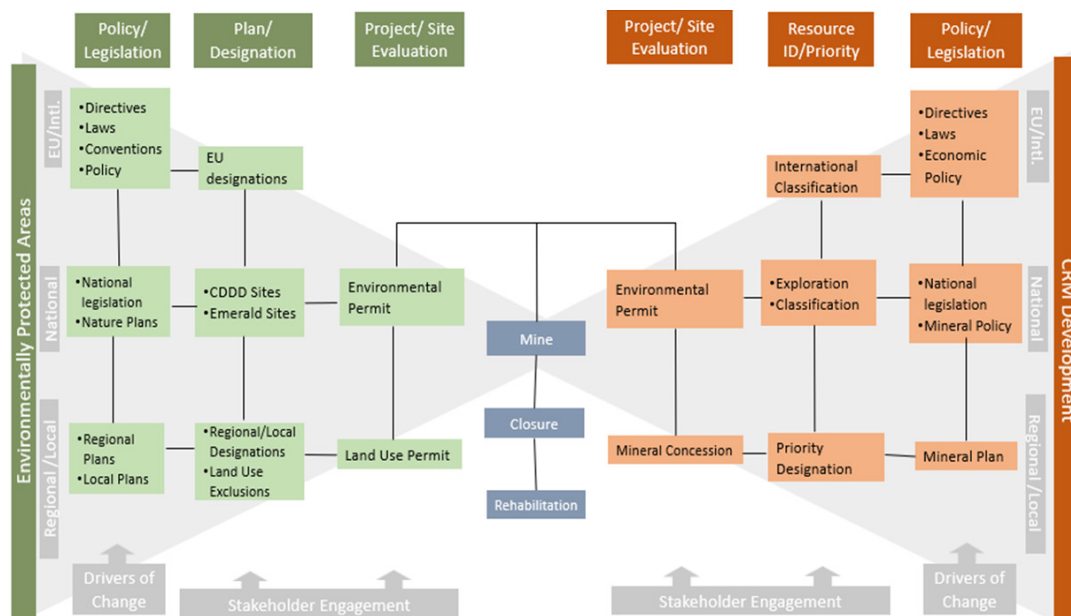 Policy/
Legislation
Plan/
Designation
Project/ Site
Evaluation
Project/ Site
Evaluation
Resource
ID/Priority
Policy/
Legislation
Environmentally Protected Areas
EU/Intl.
National
Regional /Local
•Directives
•Laws
•Conventions
•Policy
EU
designations
•National
legislation
•Nature Plans
•CDDD Sites
•Emerald Sites
Environmental
Permit
•Regional
Plans
•Local Plans
•Regional/Local
Designations
•Land Use
Exclusions
Land Use Permit
Mine
Closure
Rehabilitation
International
Classification
•Directives
•Laws
•Economic
Policy
Environmental
Permit
•Exploration
•Classification
•National
legislation
•Mineral Policy
Mineral Concession
Priority
Designation
Mineral Plan
EU/Intl.
National
Regional /Local
CRM Development
Drivers of
Change
Stakeholder Engagement
Stakeholder Engagement
Drivers of
Change